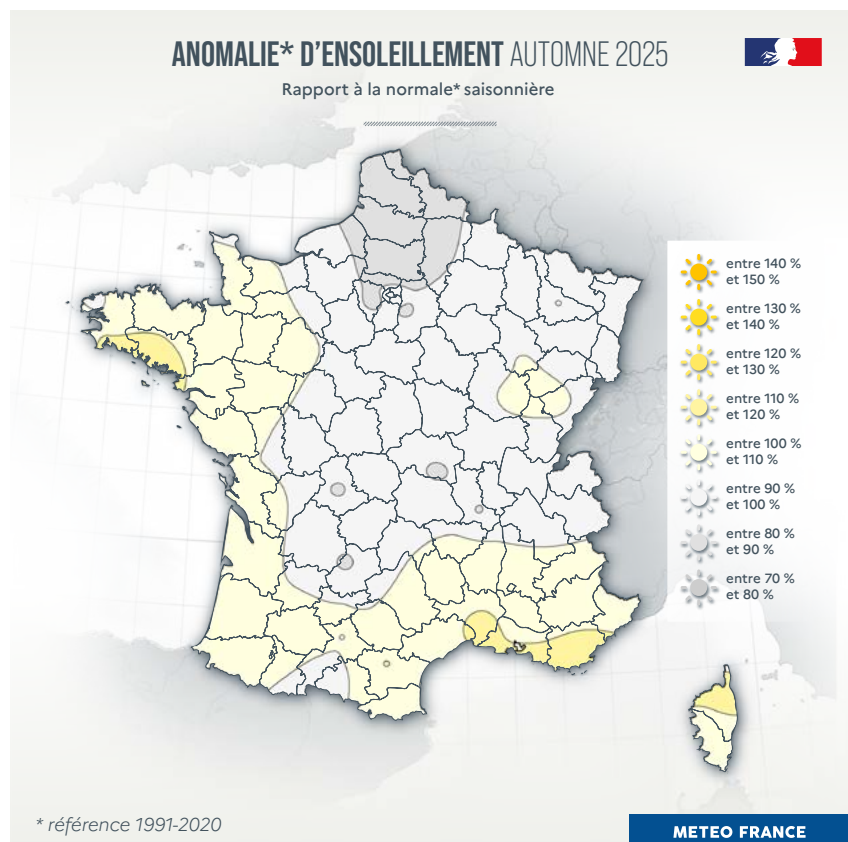 ANOMALIE* D'ENSOLEILLEMENT AUTOMNE 2025
Rapport à la normale* saisonnière
entre 140 %
et 150 %
entre 130 %
et 140 %
entre 120 %
et 130 %
entre 110 %
et 120 %
entre 100 %
et 110 %
entre 90 %
et 100 %
entre 80 %
et 90 %
entre 70 %
et 80 %
* référence 1991-2020
METEO FRANCE